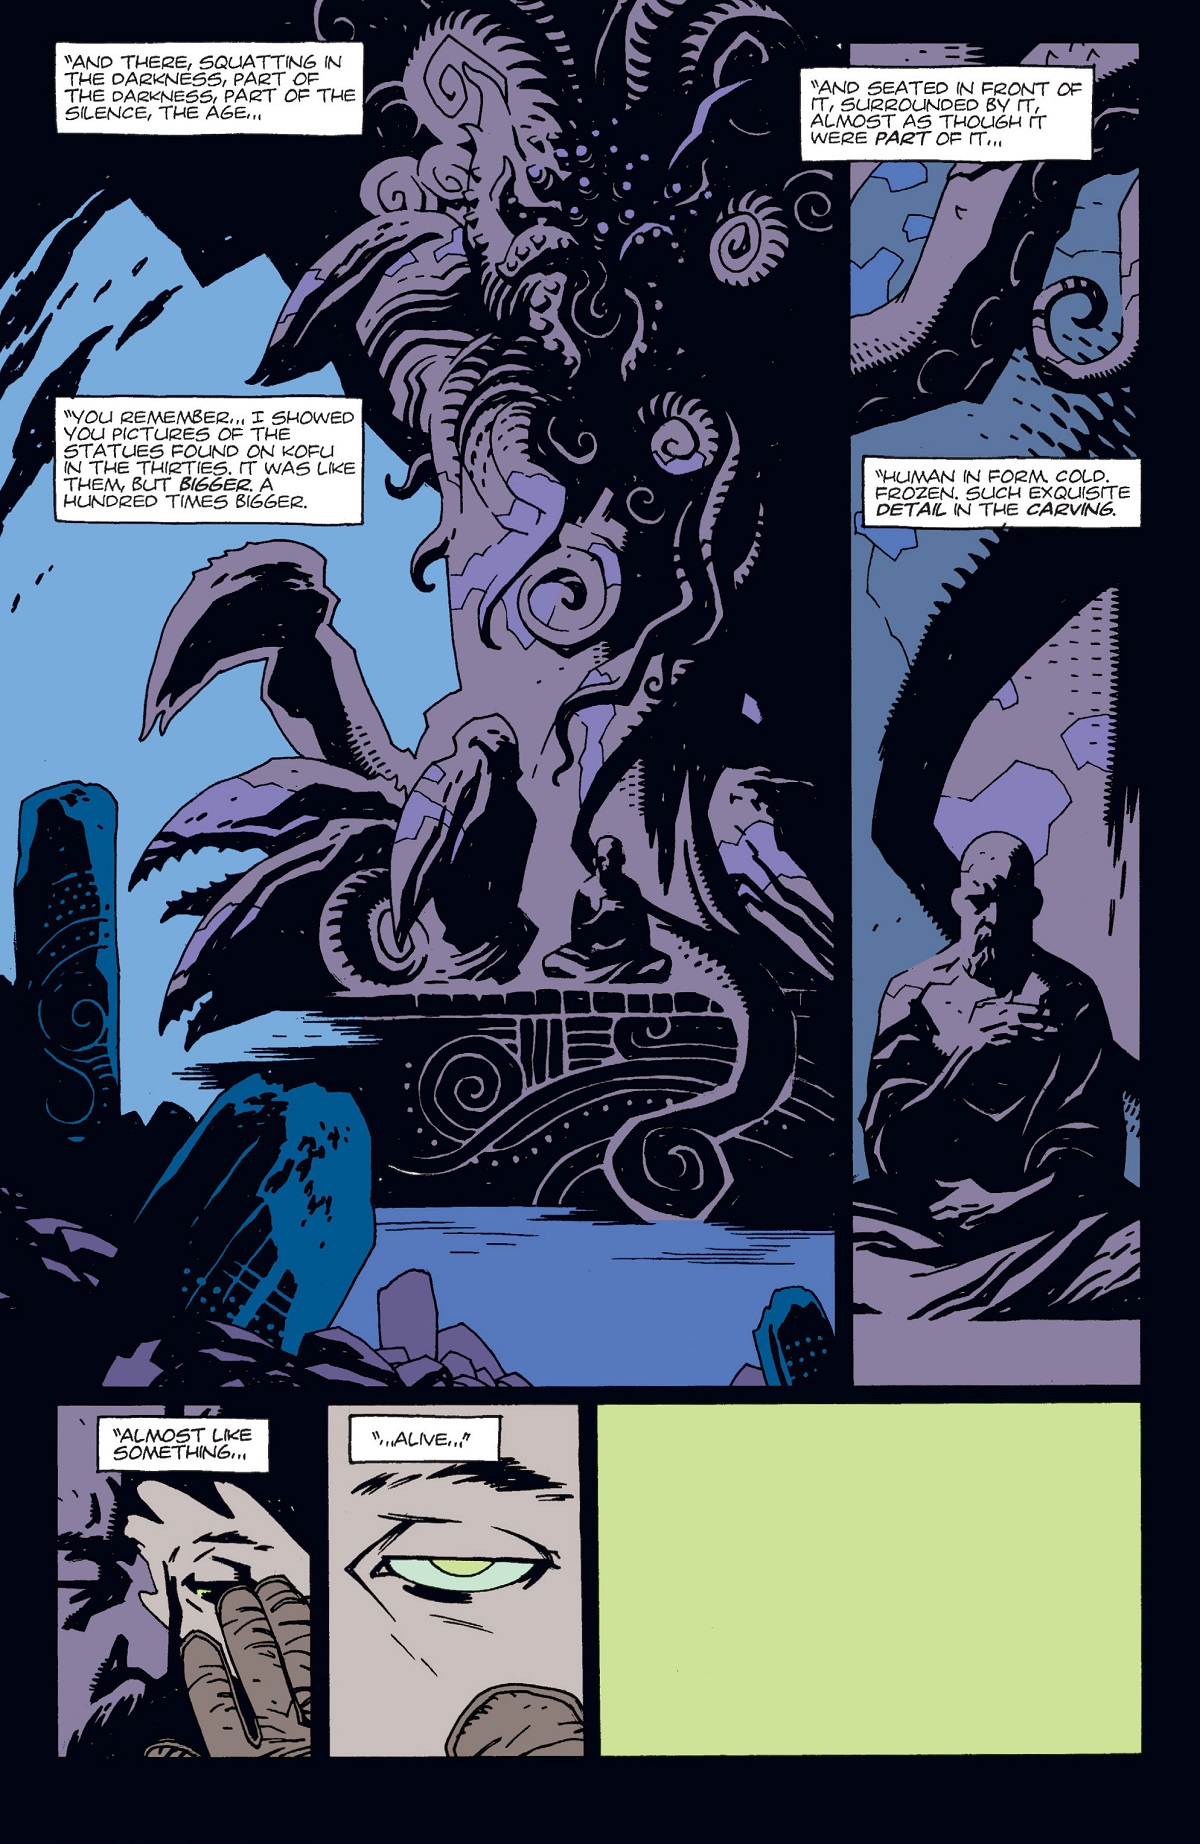 "AND THERE, SQUATTING IN
THE DARKNESS, PART OF
THE DARKNESS, PART OF THE
SILENCE, THE AGE...
"YOU REMEMBER... I SHOWED
YOU PICTURES OF THE
STATUES FOUND ON KOFU
IN THE THIRTIES. IT WAS LIKE
THEM, BUT BIGGER. A
HUNDRED TIMES BIGGER.
"AND SEATED IN FRONT OF
IT, SURROUNDED BY IT,
ALMOST AS THOUGH IT
WERE PART OF IT...
"HUMAN IN FORM. COLD.
FROZEN. SUCH EXQUISITE
DETAIL IN THE CARVING.
"ALMOST LIKE
SOMETHING...
"...ALIVE..."